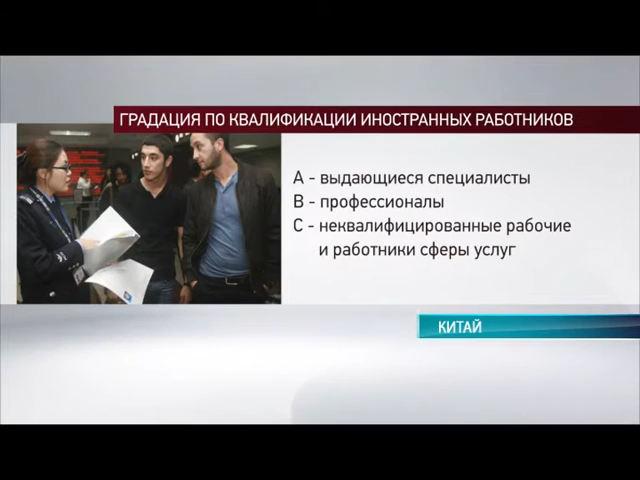 ГРАДАЦИЯ ПО КВАЛИФИКАЦИИ ИНОСТРАННЫХ РАБОТНИКОВ
А - выдающиеся специалисты
В - профессионалы
С - неквалифицированные рабочие
и работники сферы услуг
КИТАЙ